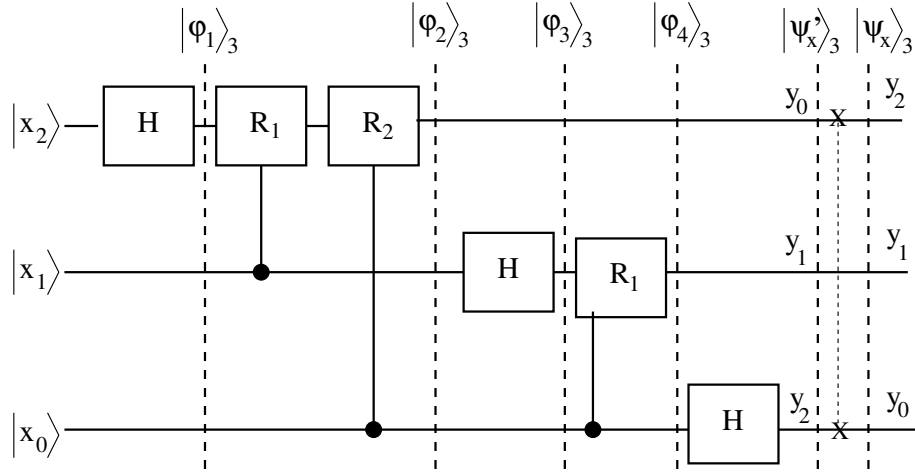 |φ₁⟩₃ |φ₂⟩₃ |φ₃⟩₃ |φ₄⟩₃ |ψₓ'⟩₃ |ψₓ⟩₃
|x₂⟩ H R₁ R₂ y₀ X y₂
|x₁⟩ H R₁ y₁ y₁
|x₀⟩ H y₂ X y₀